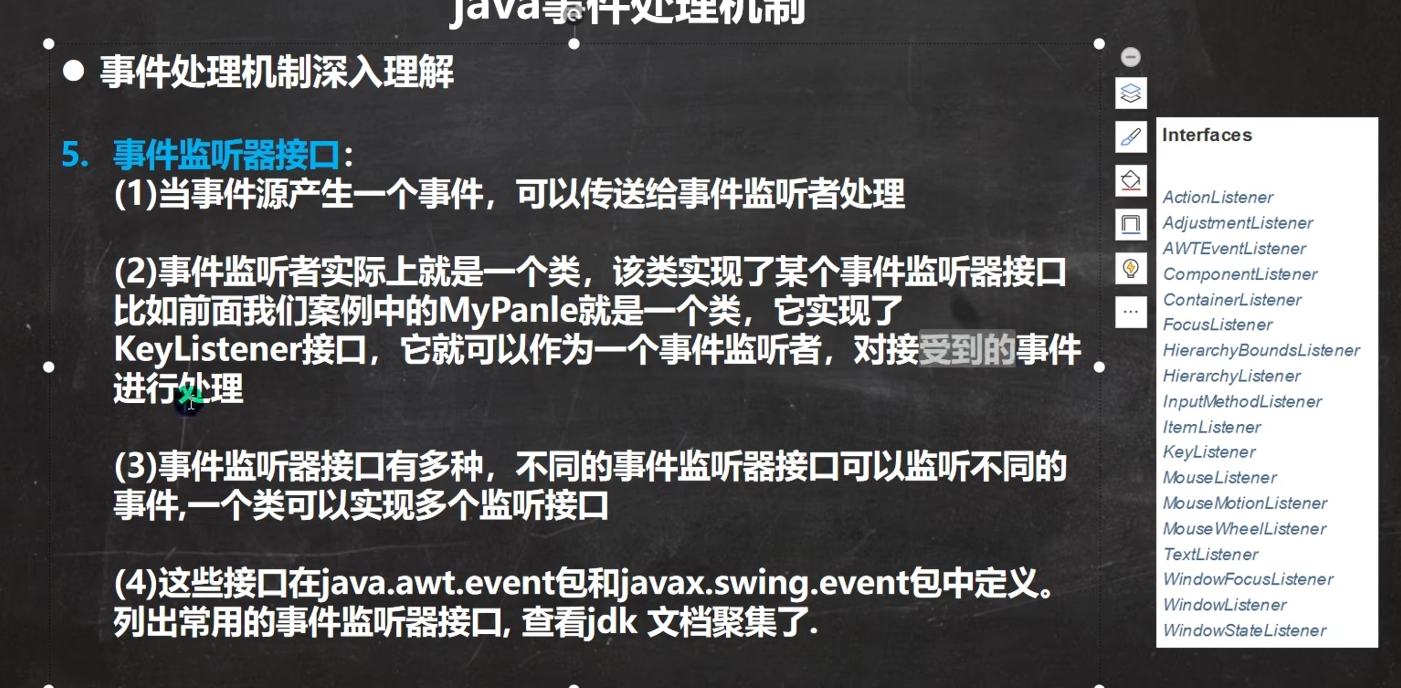 java事件处理机制
事件处理机制深入理解
5. 事件监听器接口：
(1)当事件源产生一个事件，可以传送给事件监听者处理
(2)事件监听者实际上就是一个类，该类实现了某个事件监听器接口
比如前面我们案例中的MyPanle就是一个类，它实现了
KeyListener接口，它就可以作为一个事件监听者，对接受到的事件
进行处理
(3)事件监听器接口有多种，不同的事件监听器接口可以监听不同的
事件,一个类可以实现多个监听接口
(4)这些接口在java.awt.event包和javax.swing.event包中定义。
列出常用的事件监听器接口, 查看jdk 文档聚集了.
Interfaces
ActionListener
AdjustmentListener
AWTEventListener
ComponentListener
ContainerListener
FocusListener
HierarchyBoundsListener
HierarchyListener
InputMethodListener
ItemListener
KeyListener
MouseListener
MouseMotionListener
MouseWheelListener
TextListener
WindowFocusListener
WindowListener
WindowStateListener